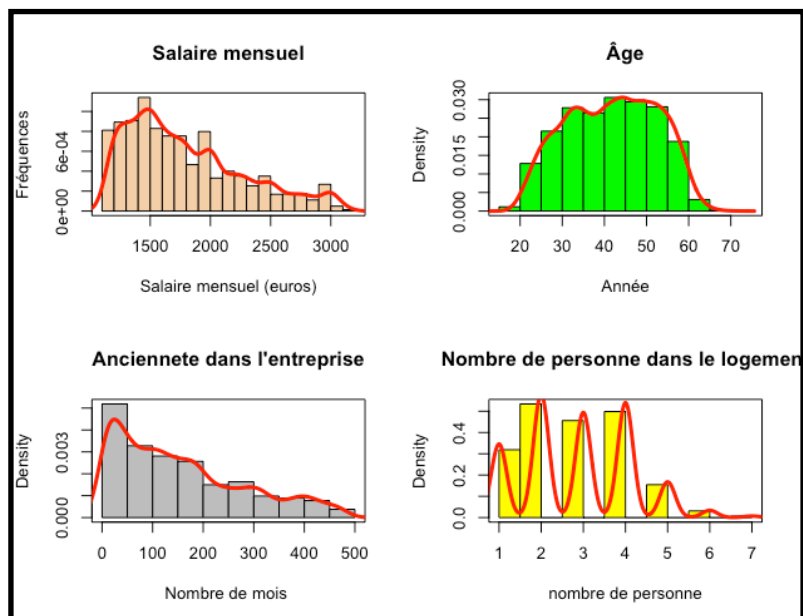 Salaire mensuel
Fréquences
0e+00 6e-04
1500 2000 2500 3000
Salaire mensuel (euros)
Âge
Density
0.000 0.015 0.030
20 30 40 50 60 70
Année
Anciennete dans l'entreprise
Density
0.000 0.003
0 100 200 300 400 500
Nombre de mois
Nombre de personne dans le logemen
Density
0.0 0.2 0.4
1 2 3 4 5 6 7
nombre de personne